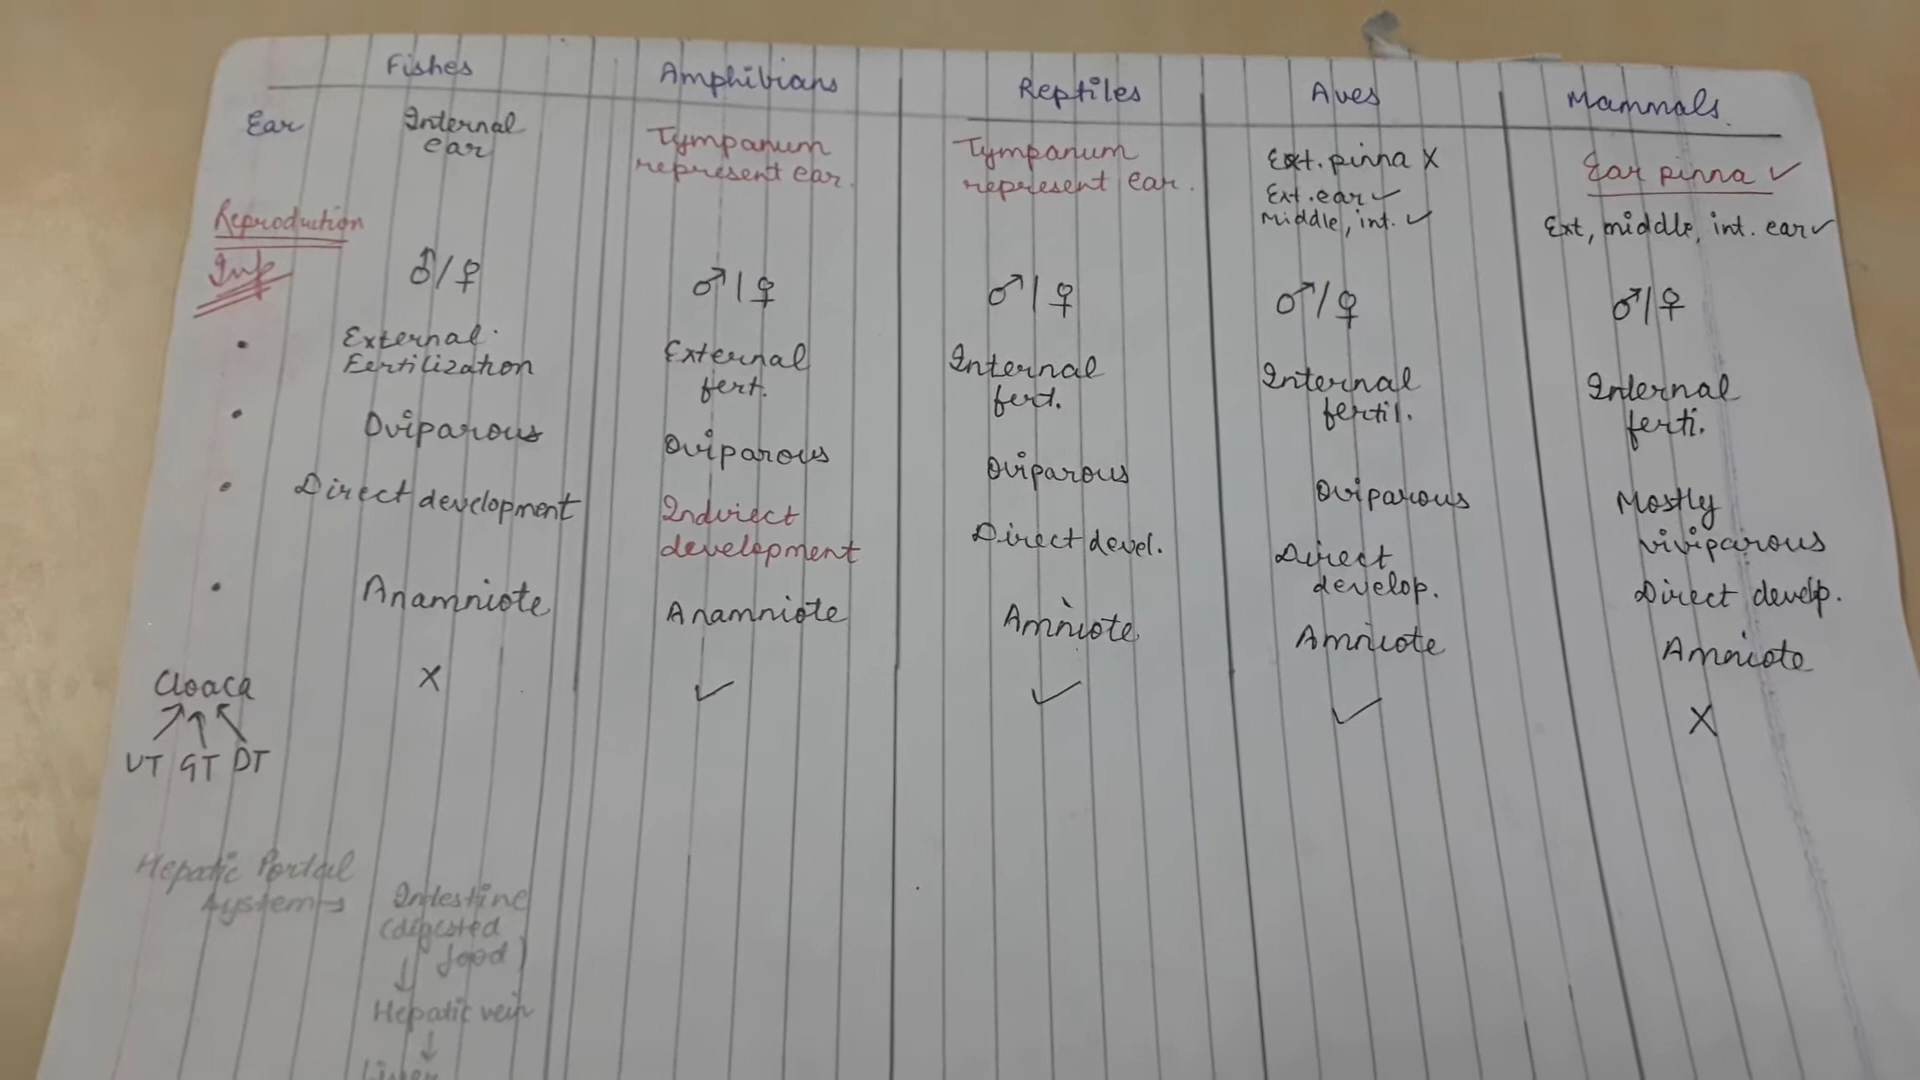 Fishes Amphibians Reptiles Aves Mammals
Ear
Internal
ear
Tympanum
represent ear.
Tympanum
represent ear.
Ext. pinna X
Ext. ear ✓
Middle, int. ✓
Ear pinna ✓
Ext, middle, int. ear ✓
Reproduction
Imp
♂/♀ ♂|♀ ♂|♀ ♂/♀ ♂|♀
• External
Fertilization
External
fert.
Internal
fert.
Internal
fertil.
Internal
ferti.
• Oviparous Oviparous Oviparous Oviparous
Mostly
viviparous
• Direct development
Indirect
development
Direct devel.
Direct
develop.
Direct develp.
• Anamniote Anamniote Amniote Amniote Amniote
Cloaca X ✓ ✓ ✓ X
UT GT DT
Hepatic Portal
System →
Intestine
(digested
food)
↓
Hepatic vein
↓
Liver